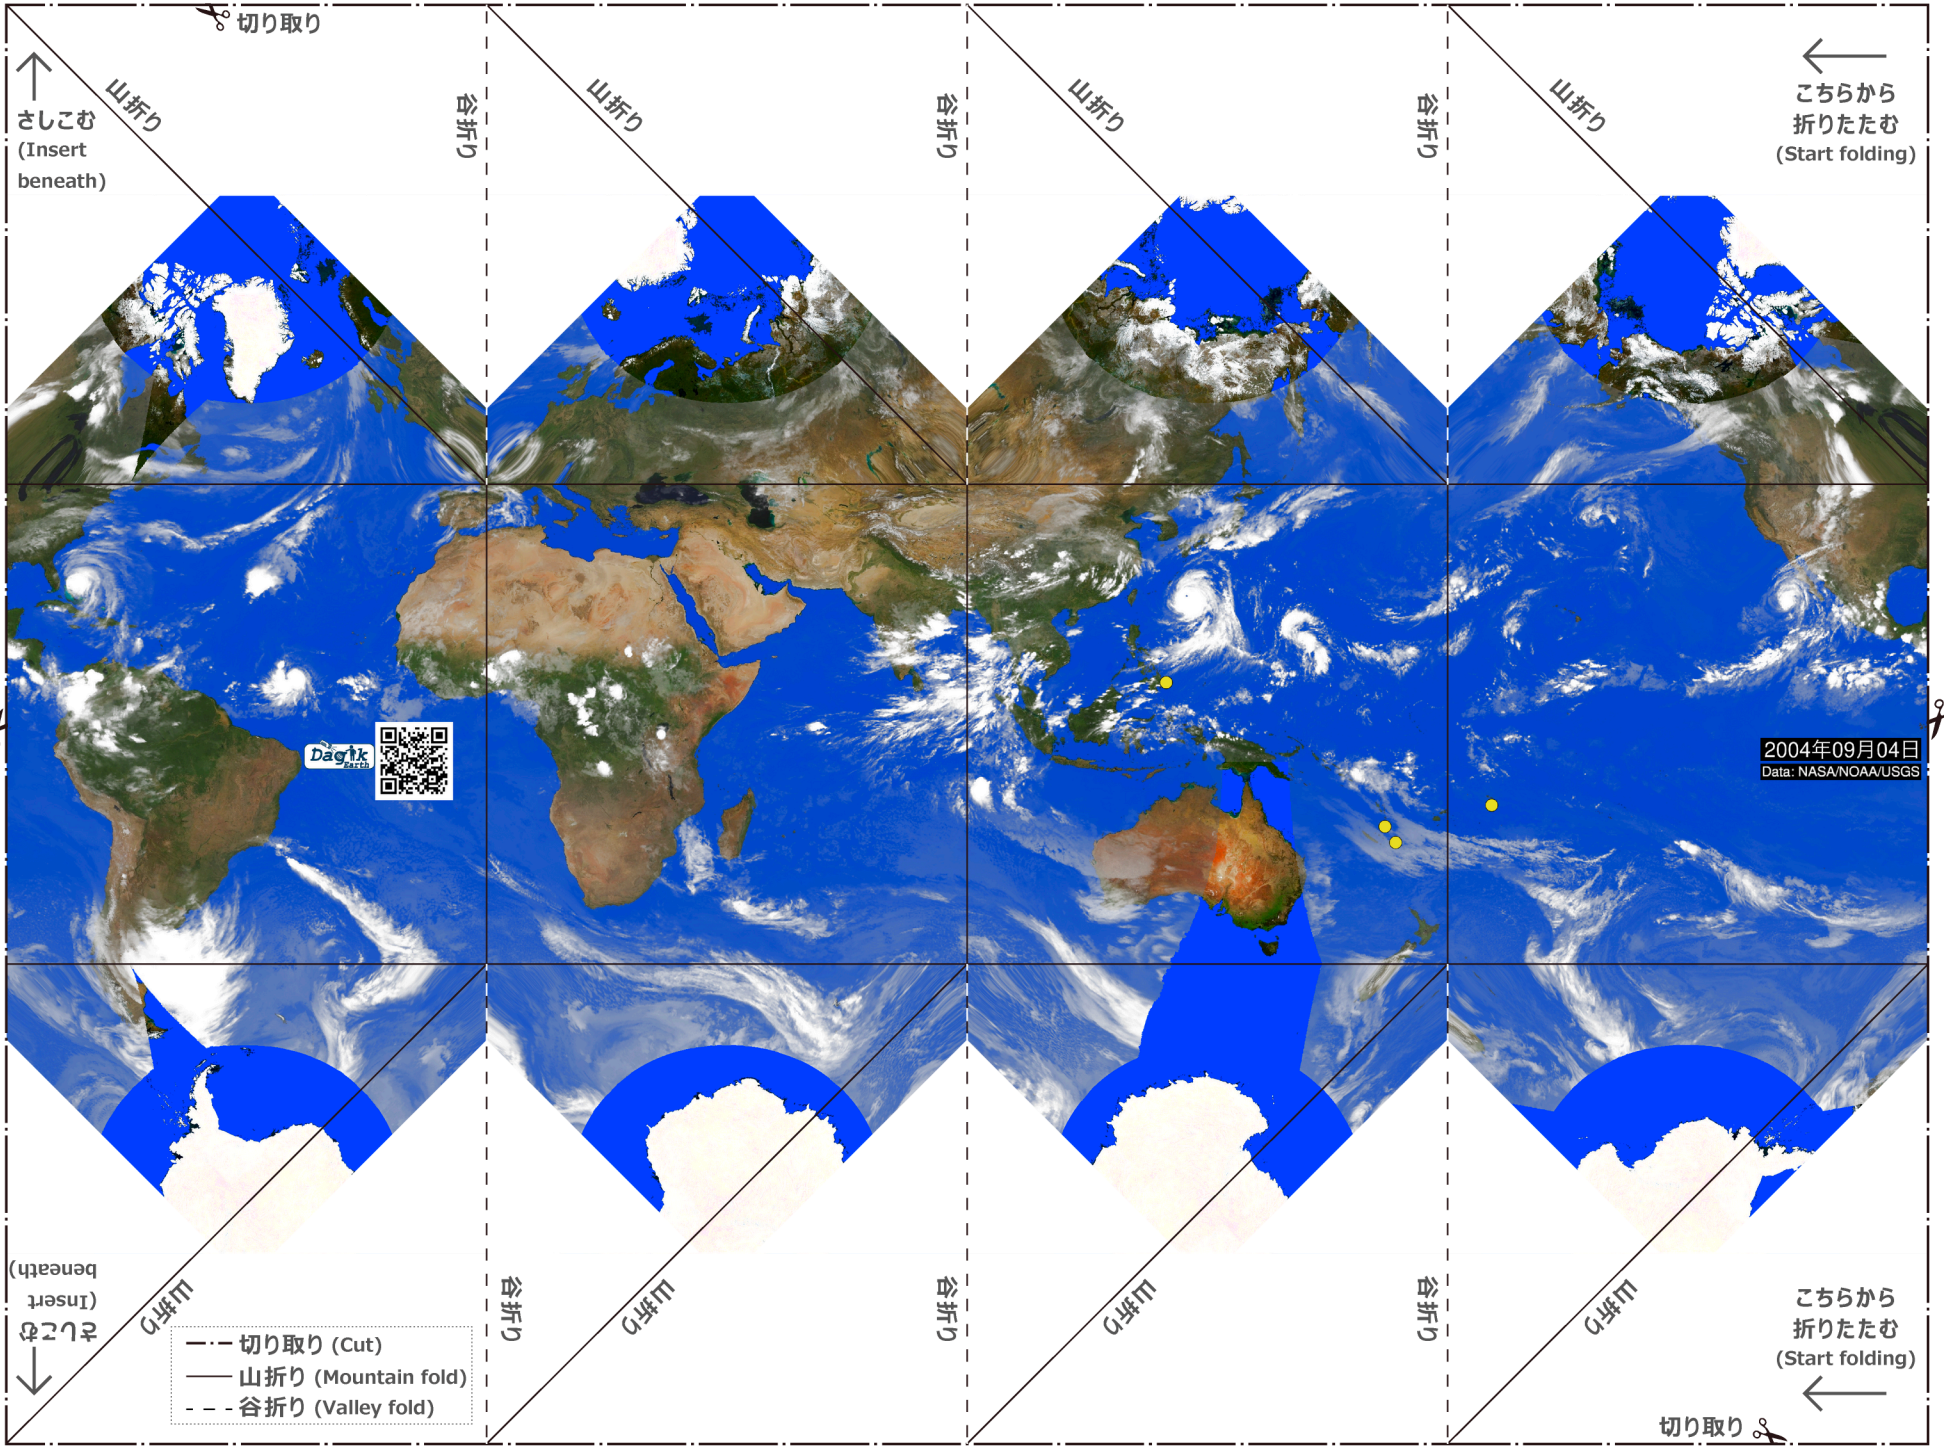 切り取り
山折り
谷折り
山折り
谷折り
山折り
谷折り
山折り
さしこむ
(Insert
beneath)
こちらから
折りたたむ
(Start folding)
Dagik
Earth
2004年09月04日
Data: NASA/NOAA/USGS
さしこむ
(Insert
beneath)
山折り
谷折り
山折り
谷折り
山折り
谷折り
山折り
こちらから
折りたたむ
(Start folding)
切り取り (Cut)
山折り (Mountain fold)
谷折り (Valley fold)
切り取り